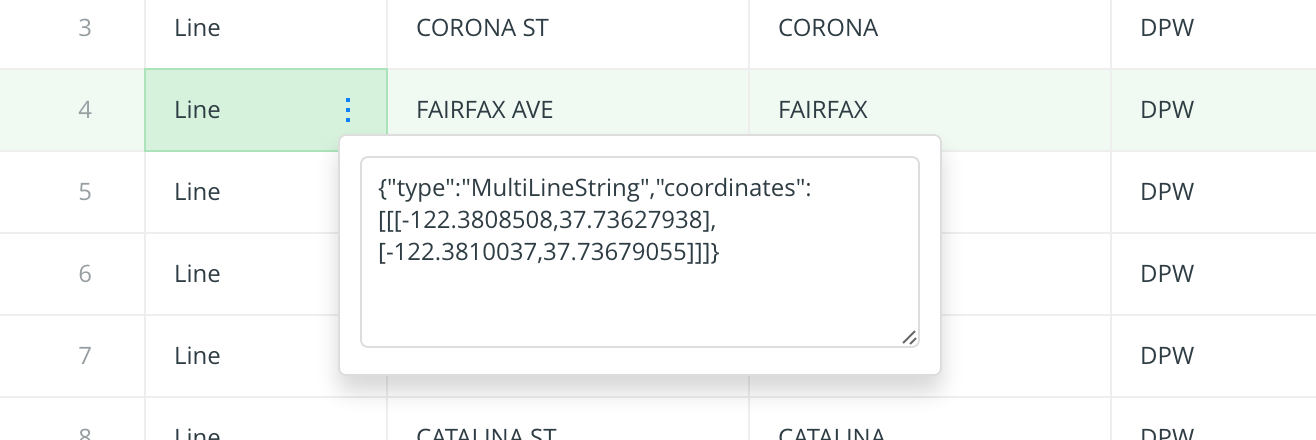 3 Line CORONA ST CORONA DPW
4 Line FAIRFAX AVE FAIRFAX DPW
{"type":"MultiLineString","coordinates":
[[[-122.3808508,37.73627938],
[-122.3810037,37.73679055]]]}
5 Line DPW
6 Line DPW
7 Line DPW
8 Line CATALINA ST CATALINA DPW